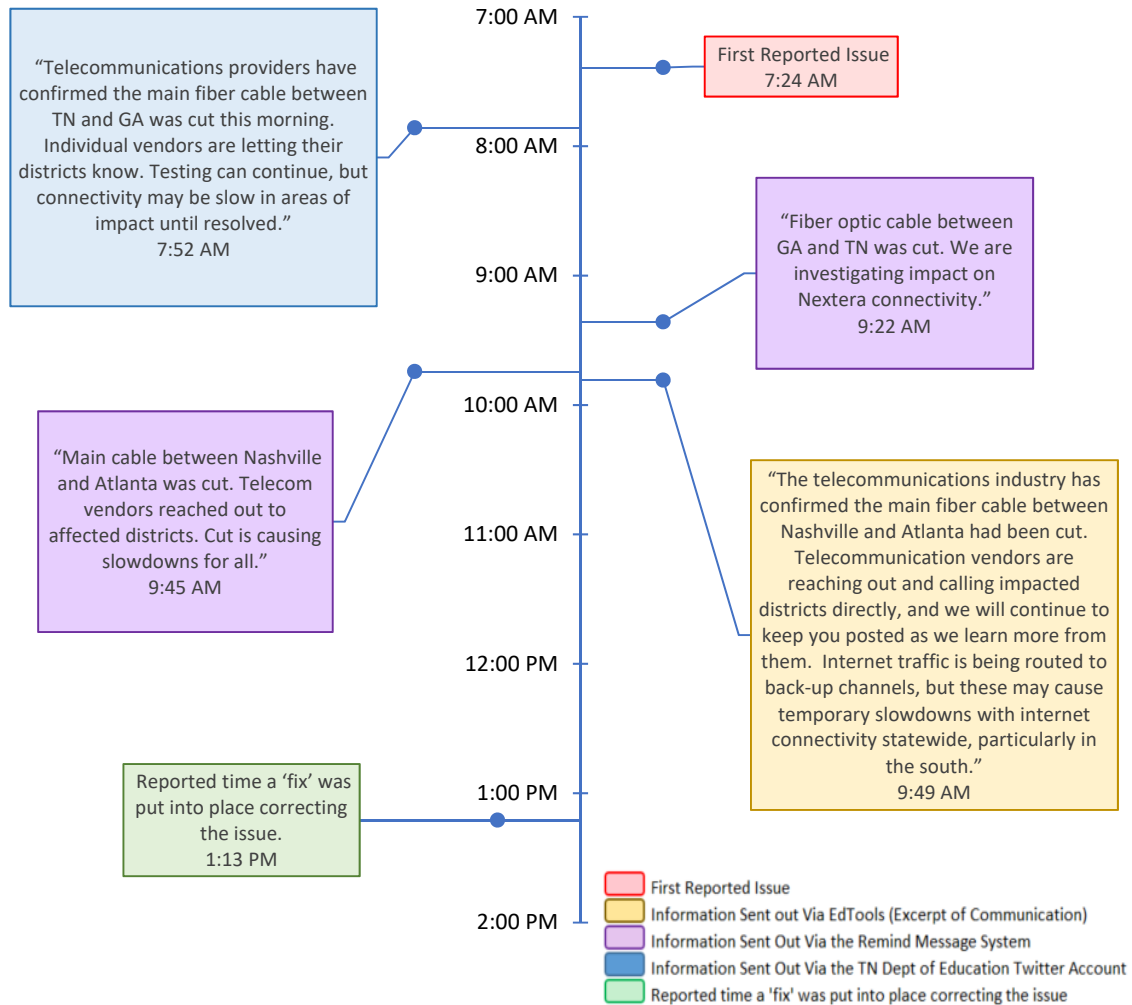 7:00 AM
First Reported Issue
7:24 AM
“Telecommunications providers have
confirmed the main fiber cable between
TN and GA was cut this morning.
Individual vendors are letting their
districts know. Testing can continue, but
connectivity may be slow in areas of
impact until resolved.”
7:52 AM
8:00 AM
“Fiber optic cable between
GA and TN was cut. We are
investigating impact on
Nextera connectivity.”
9:22 AM
9:00 AM
10:00 AM
“Main cable between Nashville
and Atlanta was cut. Telecom
vendors reached out to
affected districts. Cut is causing
slowdowns for all.”
9:45 AM
“The telecommunications industry has
confirmed the main fiber cable between
Nashville and Atlanta had been cut.
Telecommunication vendors are
reaching out and calling impacted
districts directly, and we will continue to
keep you posted as we learn more from
them.  Internet traffic is being routed to
back-up channels, but these may cause
temporary slowdowns with internet
connectivity statewide, particularly in
the south.”
9:49 AM
11:00 AM
12:00 PM
1:00 PM
Reported time a ‘fix’ was
put into place correcting
the issue.
1:13 PM
2:00 PM
First Reported Issue
Information Sent out Via EdTools (Excerpt of Communication)
Information Sent Out Via the Remind Message System
Information Sent Out Via the TN Dept of Education Twitter Account
Reported time a 'fix' was put into place correcting the issue